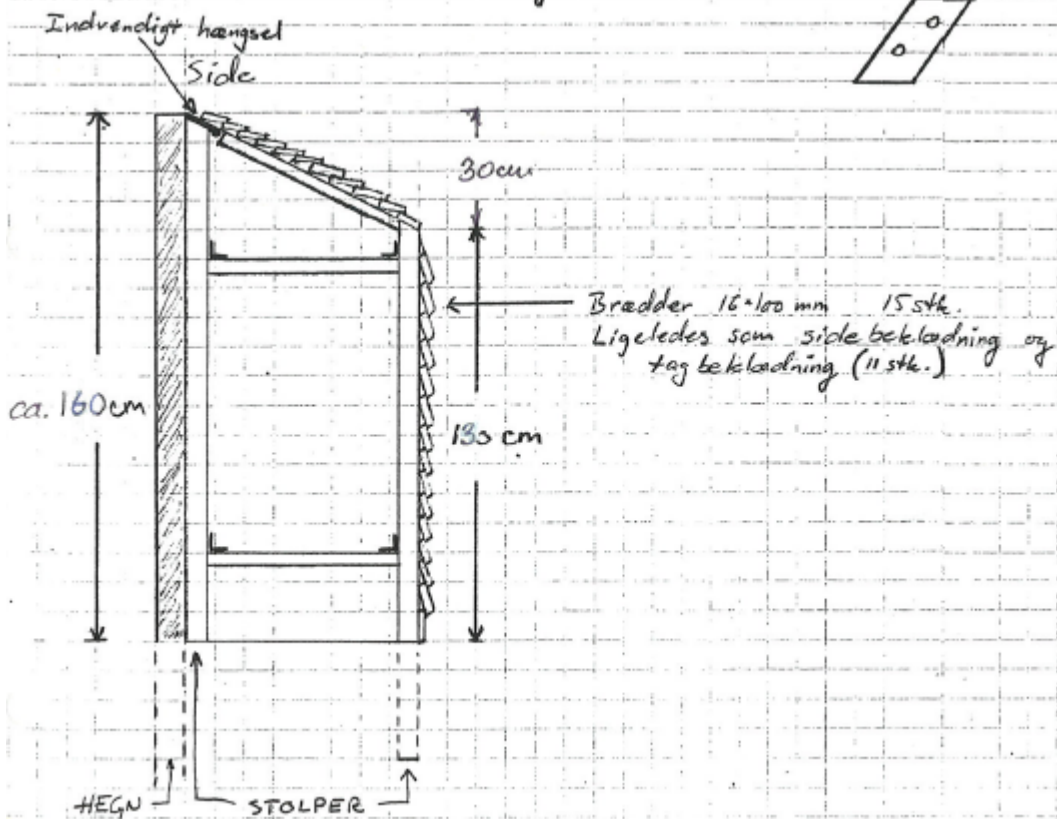 Indvendigt hængsel
Side
30cm
Brædder 16*100 mm 15 stk.
Ligeledes som side beklædning og
tag beklædning (11 stk.)
ca. 160cm
135 cm
HEGN
STOLPER